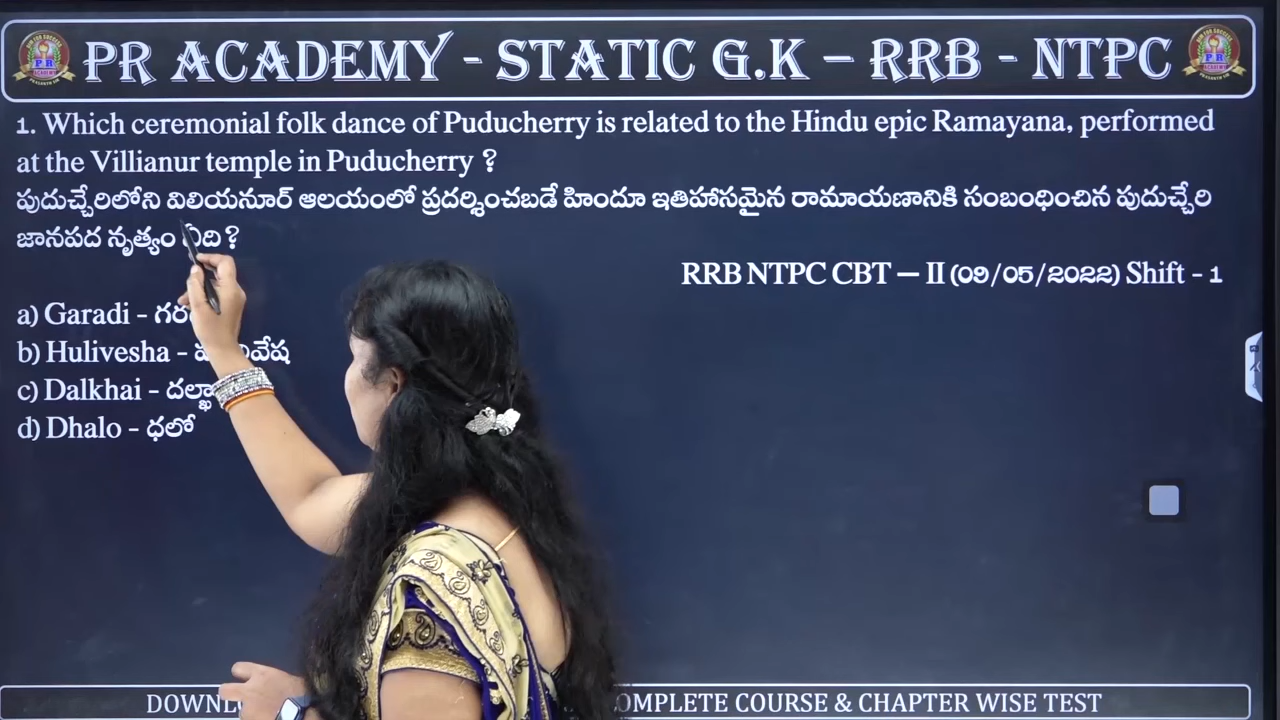 PR ACADEMY - STATIC G.K – RRB - NTPC
1. Which ceremonial folk dance of Puducherry is related to the Hindu epic Ramayana, performed
at the Villianur temple in Puducherry ?
పుదుచ్చేరిలోని విలియనూర్ ఆలయంలో ప్రదర్శించబడే హిందూ ఇతిహాసమైన రామాయణానికి సంబంధించిన పుదుచ్చేరి
జానపద నృత్యం ఏది?
RRB NTPC CBT – II (09/05/2022) Shift - 1
a) Garadi -
b) Hulivesha -
c) Dalkhai -
d) Dhalo - ధలో
COMPLETE COURSE & CHAPTER WISE TEST